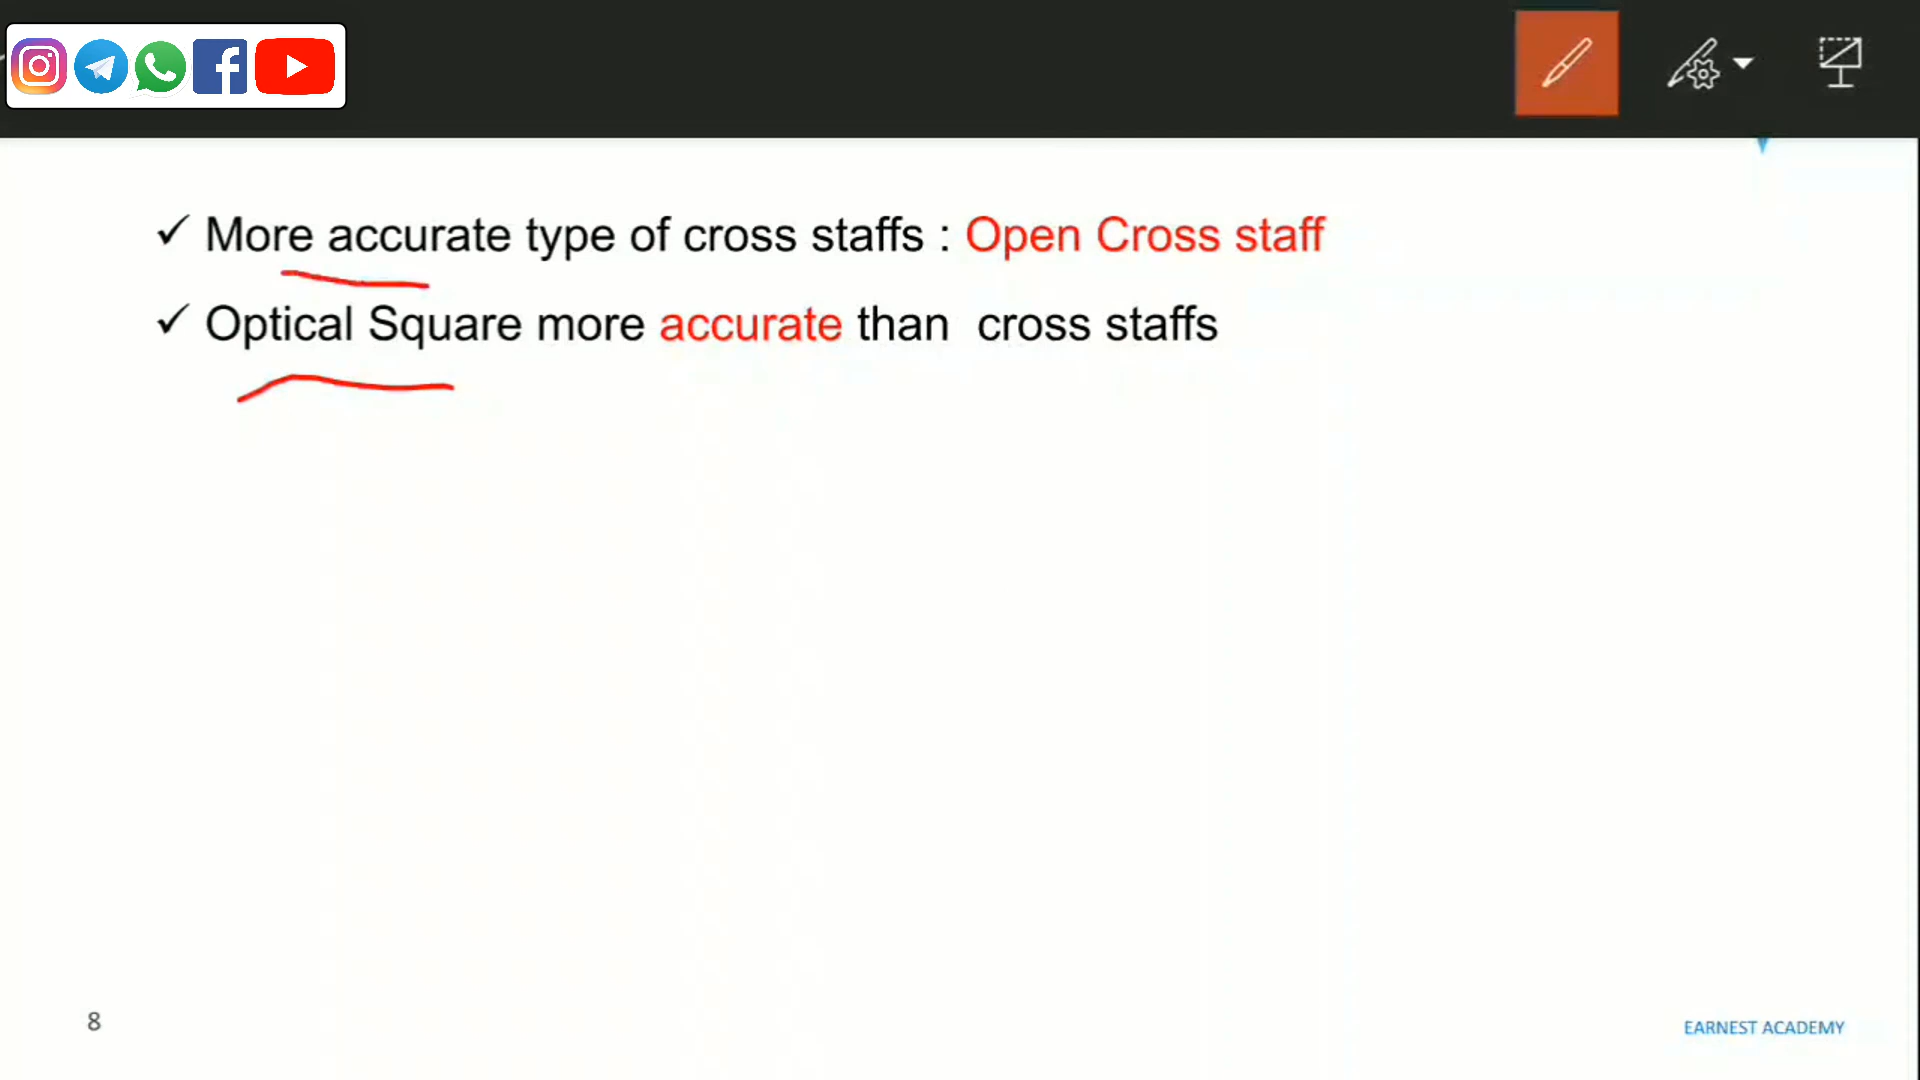 ✓ More accurate type of cross staffs : Open Cross staff
✓ Optical Square more accurate than cross staffs
8
EARNEST ACADEMY